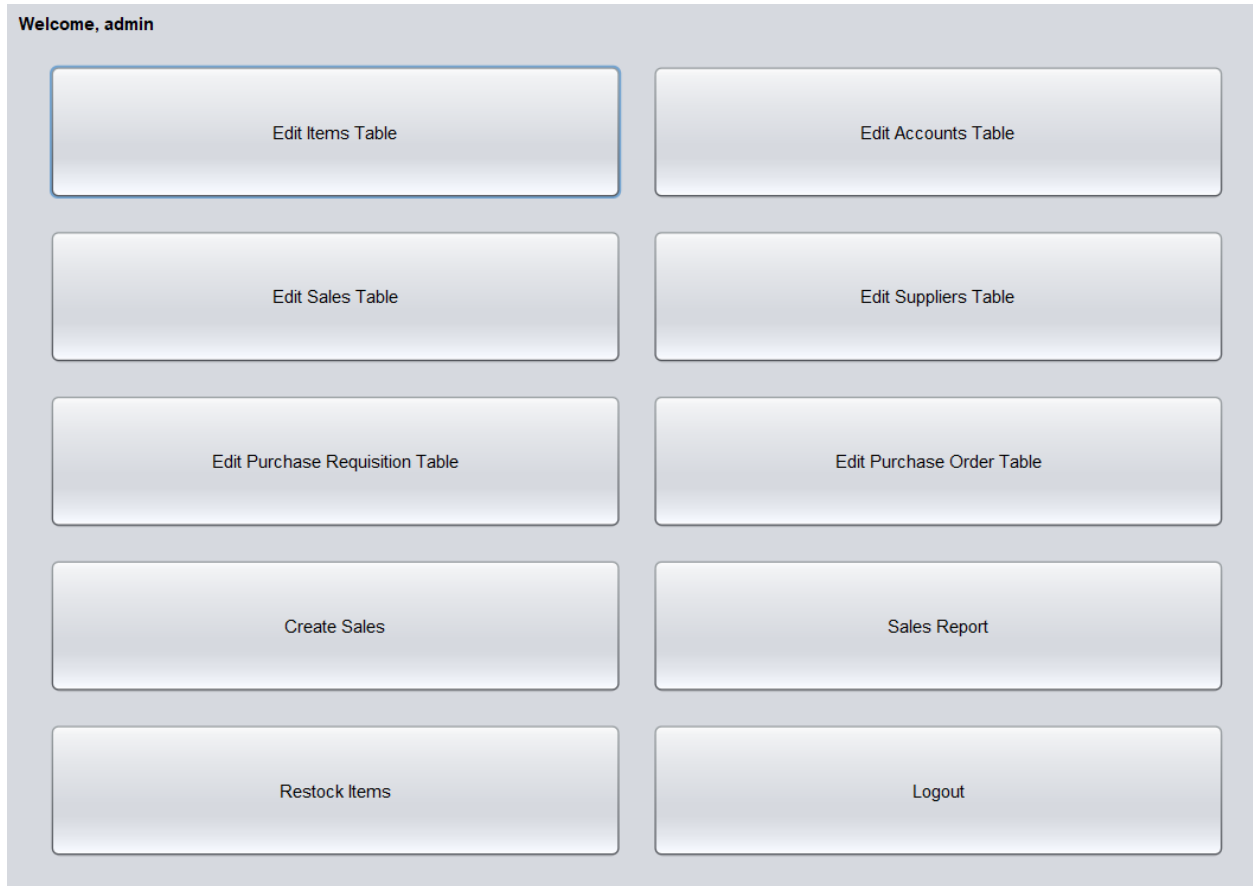 Welcome, admin
Edit Items Table
Edit Accounts Table
Edit Sales Table
Edit Suppliers Table
Edit Purchase Requisition Table
Edit Purchase Order Table
Create Sales
Sales Report
Restock Items
Logout